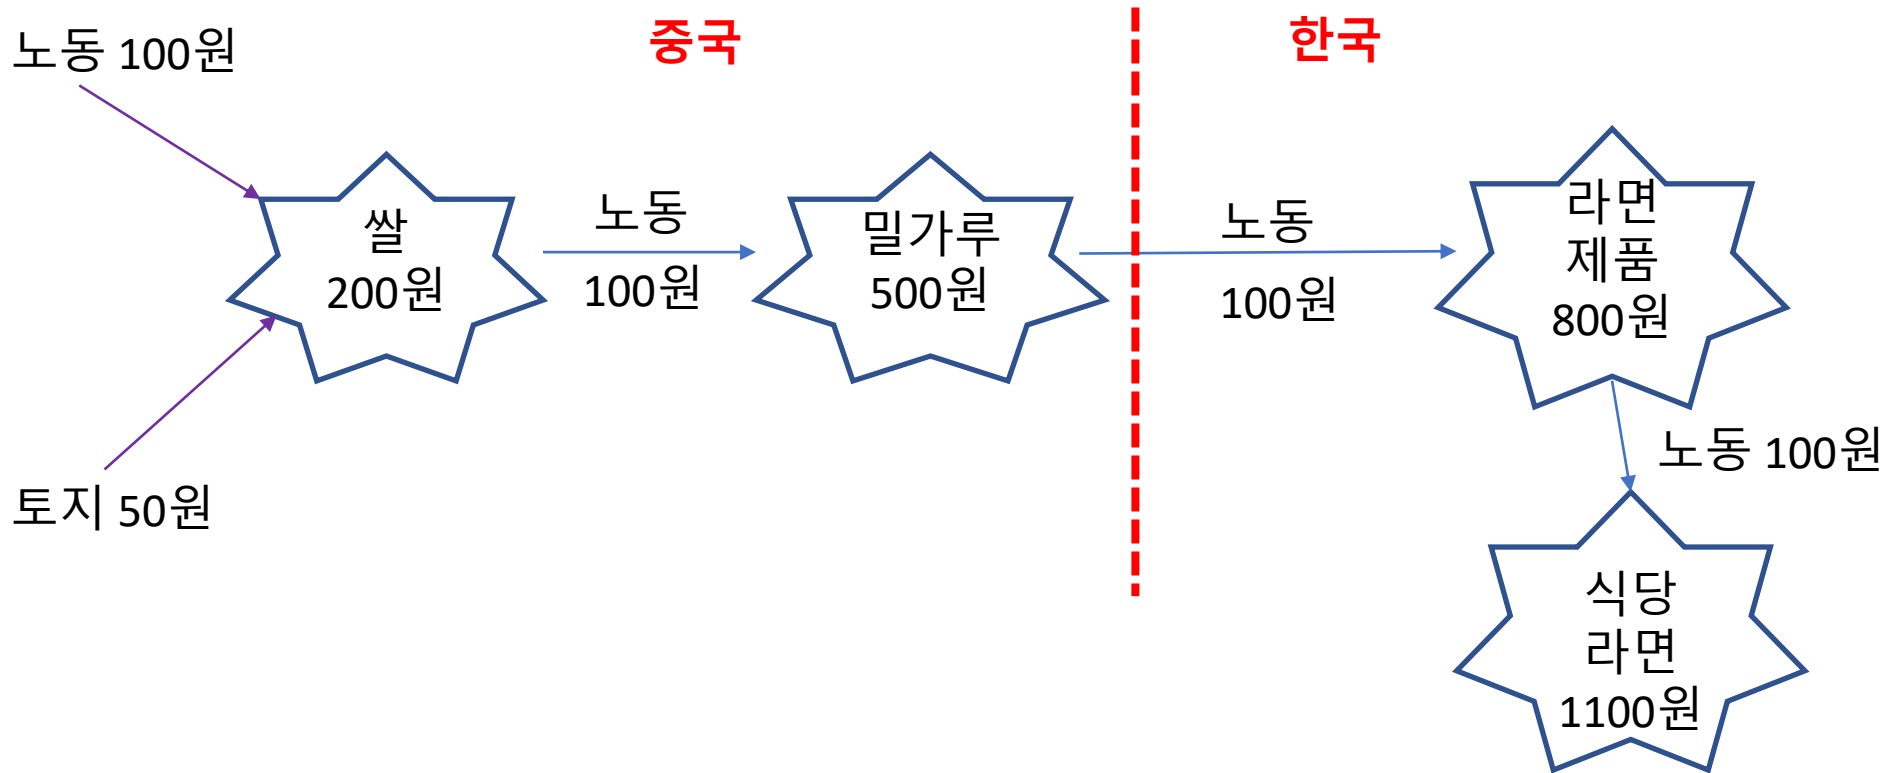 중국
한국
노동 100원
토지 50원
쌀
200원
노동
100원
밀가루
500원
노동
100원
라면
제품
800원
노동 100원
식당
라면
1100원